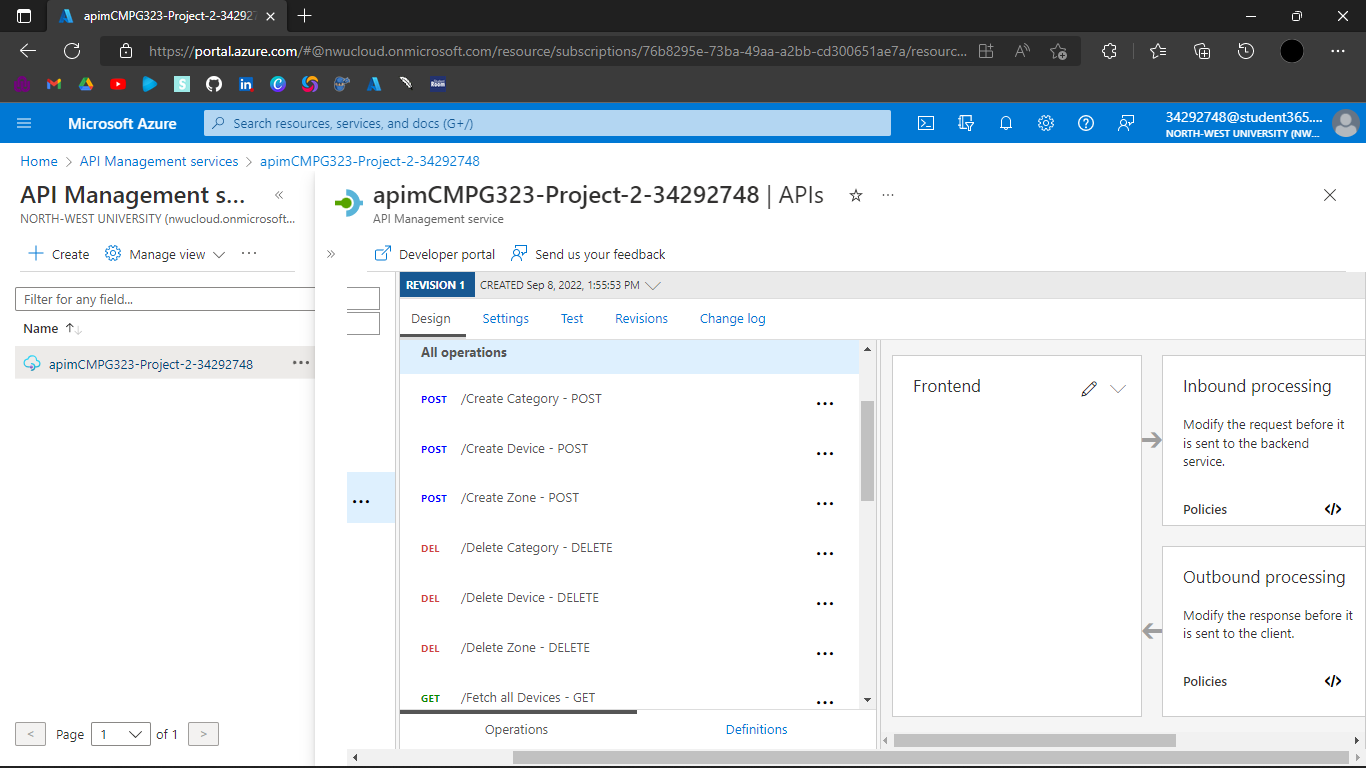 apimCMPG323-Project-2-34292
https://portal.azure.com/#@nwucloud.onmicrosoft.com/resource/subscriptions/76b8295e-73ba-49aa-a2bb-cd300651ae7a/resourc...
Microsoft Azure
Search resources, services, and docs (G+/)
34292748@student365....
NORTH-WEST UNIVERSITY (NW...
Home > API Management services > apimCMPG323-Project-2-34292748
API Management s...
NORTH-WEST UNIVERSITY (nwucloud.onmicrosoft...
Create
Manage view
Filter for any field...
Name
apimCMPG323-Project-2-34292748
< Page 1 of 1 >
apimCMPG323-Project-2-34292748 | APIs
API Management service
Developer portal
Send us your feedback
REVISION 1 CREATED Sep 8, 2022, 1:55:53 PM
Design Settings Test Revisions Change log
All operations
POST /Create Category - POST
POST /Create Device - POST
POST /Create Zone - POST
DEL /Delete Category - DELETE
DEL /Delete Device - DELETE
DEL /Delete Zone - DELETE
GET /Fetch all Devices - GET
Operations Definitions
Frontend
Inbound processing
Modify the request before it
is sent to the backend
service.
Policies </>
Outbound processing
Modify the response before it
is sent to the client.
Policies </>